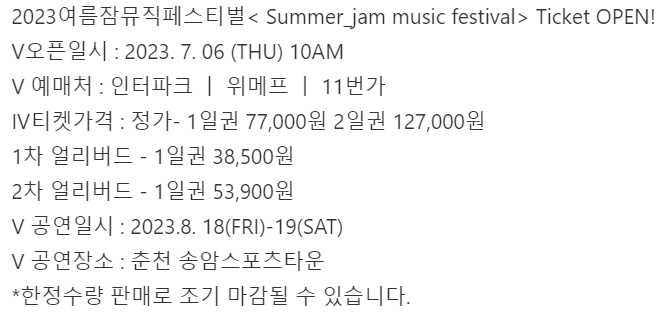 2023여름잠뮤직페스티벌< Summer_jam music festival> Ticket OPEN!
V오픈일시 : 2023. 7. 06 (THU) 10AM
V 예매처 : 인터파크 ㅣ 위메프 ㅣ 11번가
IV티켓가격 : 정가- 1일권 77,000원 2일권 127,000원
1차 얼리버드 - 1일권 38,500원
2차 얼리버드 - 1일권 53,900원
V 공연일시 : 2023.8. 18(FRI)-19(SAT)
V 공연장소 : 춘천 송암스포츠타운
*한정수량 판매로 조기 마감될 수 있습니다.